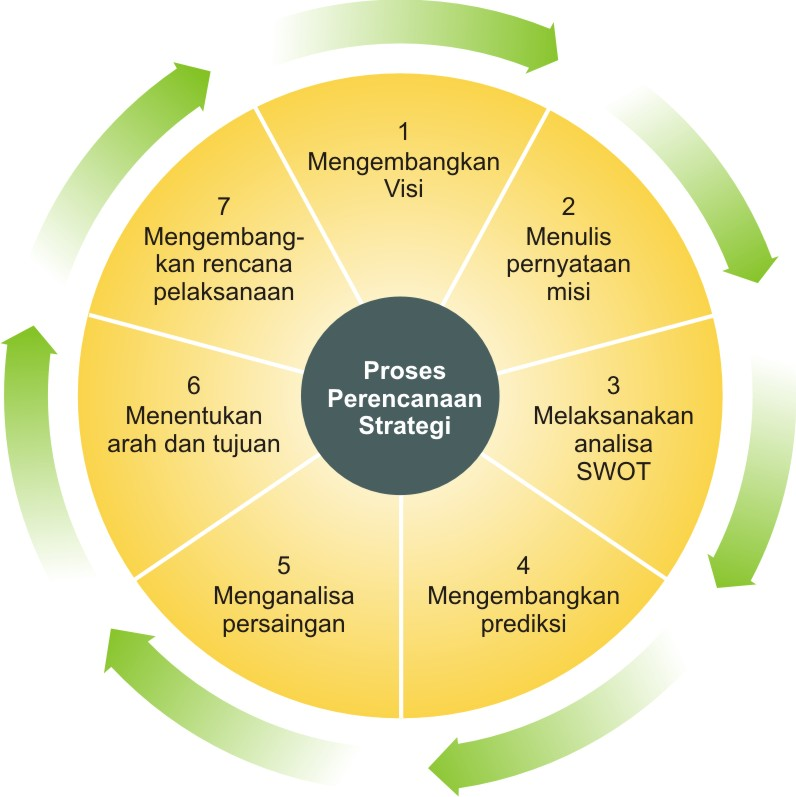 1
Mengembangkan
Visi
2
Menulis
pernyataan
misi
3
Melaksanakan
analisa
SWOT
4
Mengembangkan
prediksi
5
Menganalisa
persaingan
6
Menentukan
arah dan tujuan
7
Mengembang-
kan rencana
pelaksanaan
Proses
Perencanaan
Strategi